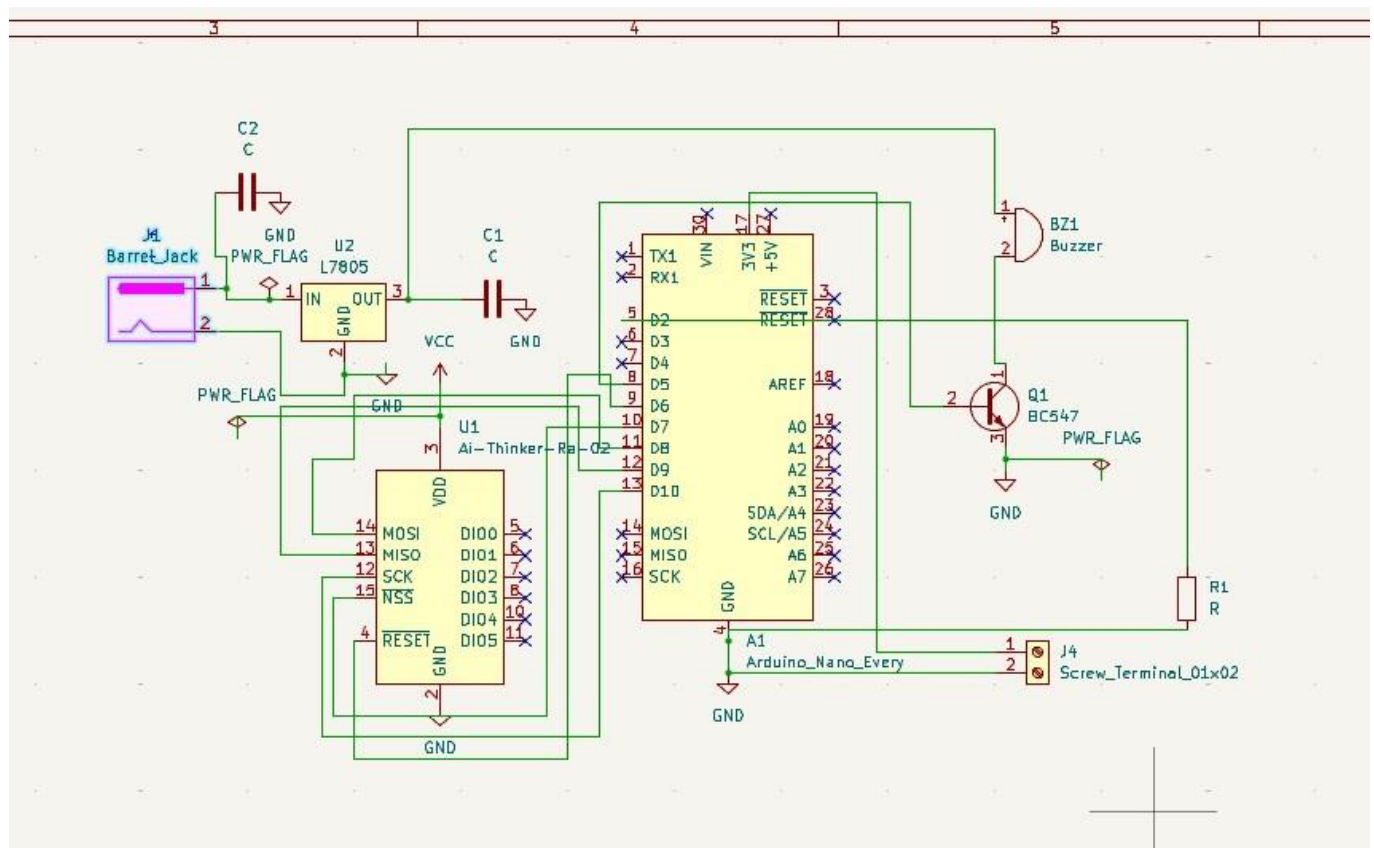 3
4
5
C2
C
GND
J1
Barrel_Jack
1
2
PWR_FLAG
U2
L7805
1
IN
OUT
3
GND
2
GND
C1
C
GND
VCC
PWR_FLAG
U1
Ai-Thinker-Ra-02
3
VDD
14
MOSI
13
MISO
12
SCK
15
NSS
4
RESET
DIO0
5
DIO1
6
DIO2
7
DIO3
8
DIO4
10
DIO5
11
GND
2
GND
30
VIN
17
3V3
27
+5V
1
TX1
2
RX1
5
D2
6
D3
7
D4
8
D5
9
D6
10
D7
11
D8
12
D9
13
D10
14
MOSI
15
MISO
16
SCK
RESET
3
RESET
28
AREF
18
A0
19
A1
20
A2
21
A3
22
SDA/A4
23
SCL/A5
24
A6
25
A7
26
GND
4
A1
Arduino_Nano_Every
GND
1
+
2
BZ1
Buzzer
1
2
3
Q1
BC547
PWR_FLAG
GND
R1
R
1
2
J4
Screw_Terminal_01x02